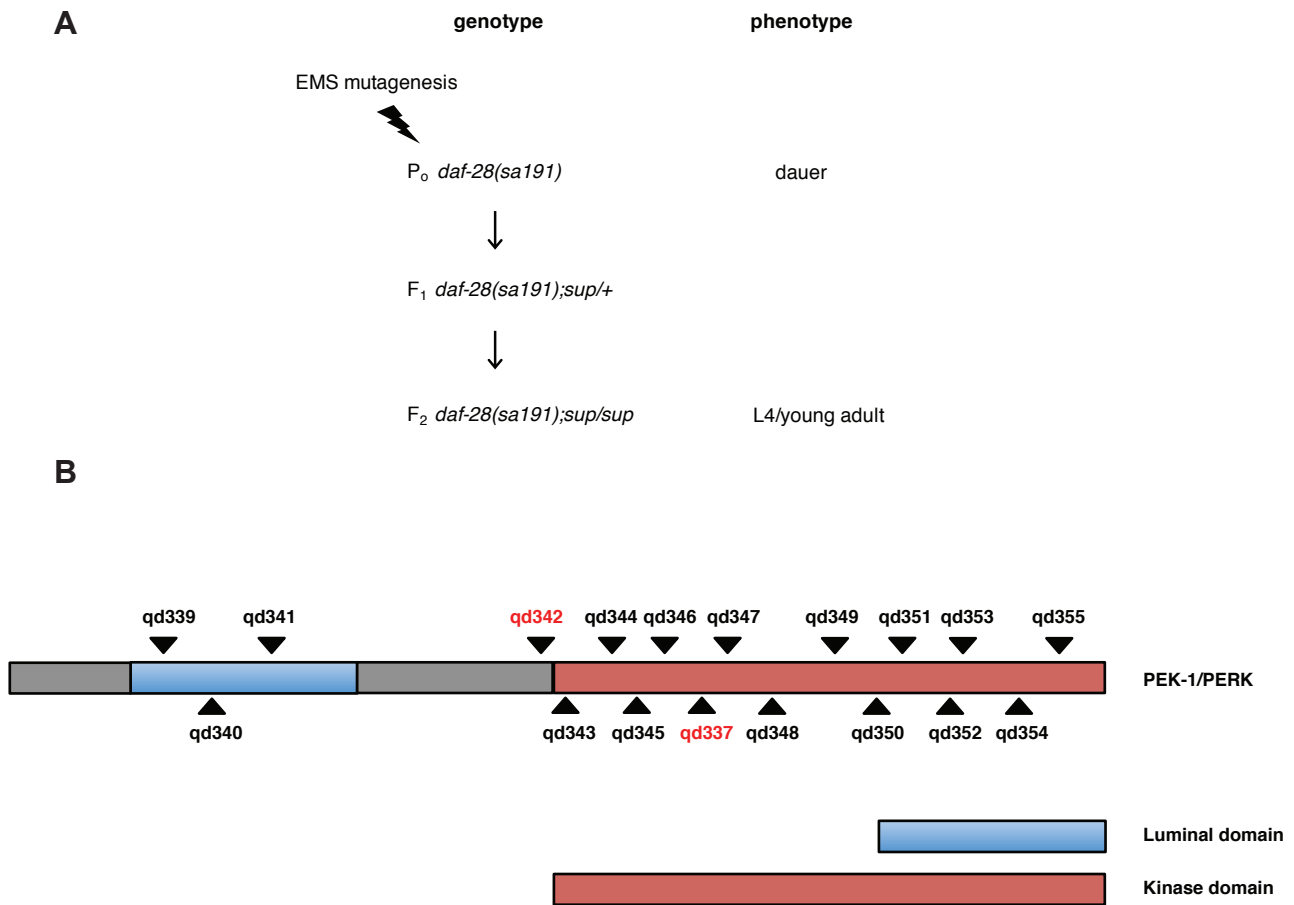 A
genotype phenotype
EMS mutagenesis
Po daf-28(sa191) dauer
F1 daf-28(sa191);sup/+
F2 daf-28(sa191);sup/sup L4/young adult
B
qd339 qd341 qd342 qd344 qd346 qd347 qd349 qd351 qd353 qd355
PEK-1/PERK
qd340 qd343 qd345 qd337 qd348 qd350 qd352 qd354
Luminal domain
Kinase domain